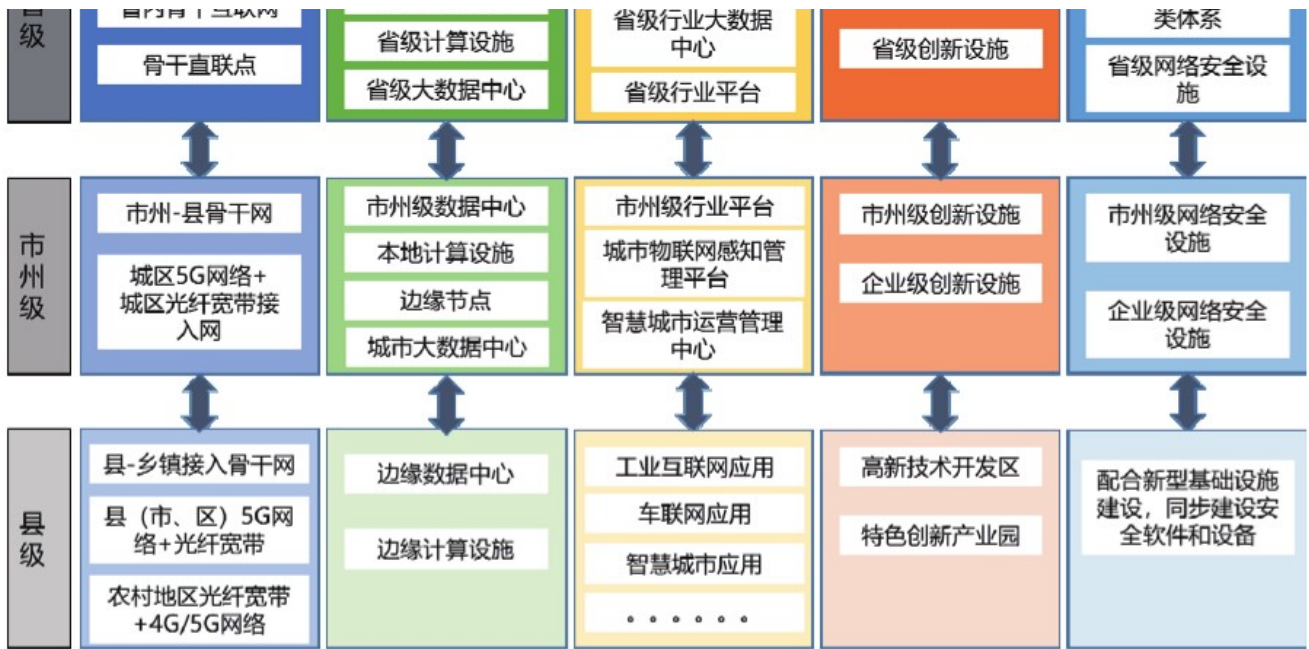 省级
省内骨干互联网
骨干直联点
省级计算设施
省级大数据中心
省级行业大数据
中心
省级行业平台
省级创新设施
类体系
省级网络安全设
施
市州级
市州-县骨干网
城区5G网络+
城区光纤宽带接
入网
市州级数据中心
本地计算设施
边缘节点
城市大数据中心
市州级行业平台
城市物联网感知管
理平台
智慧城市运营管理
中心
市州级创新设施
企业级创新设施
市州级网络安全
设施
企业级网络安全
设施
县级
县-乡镇接入骨干网
县（市、区）5G网
络+光纤宽带
农村地区光纤宽带
+4G/5G网络
边缘数据中心
边缘计算设施
工业互联网应用
车联网应用
智慧城市应用
。。。。。。
高新技术开发区
特色创新产业园
配合新型基础设施
建设，同步建设安
全软件和设备